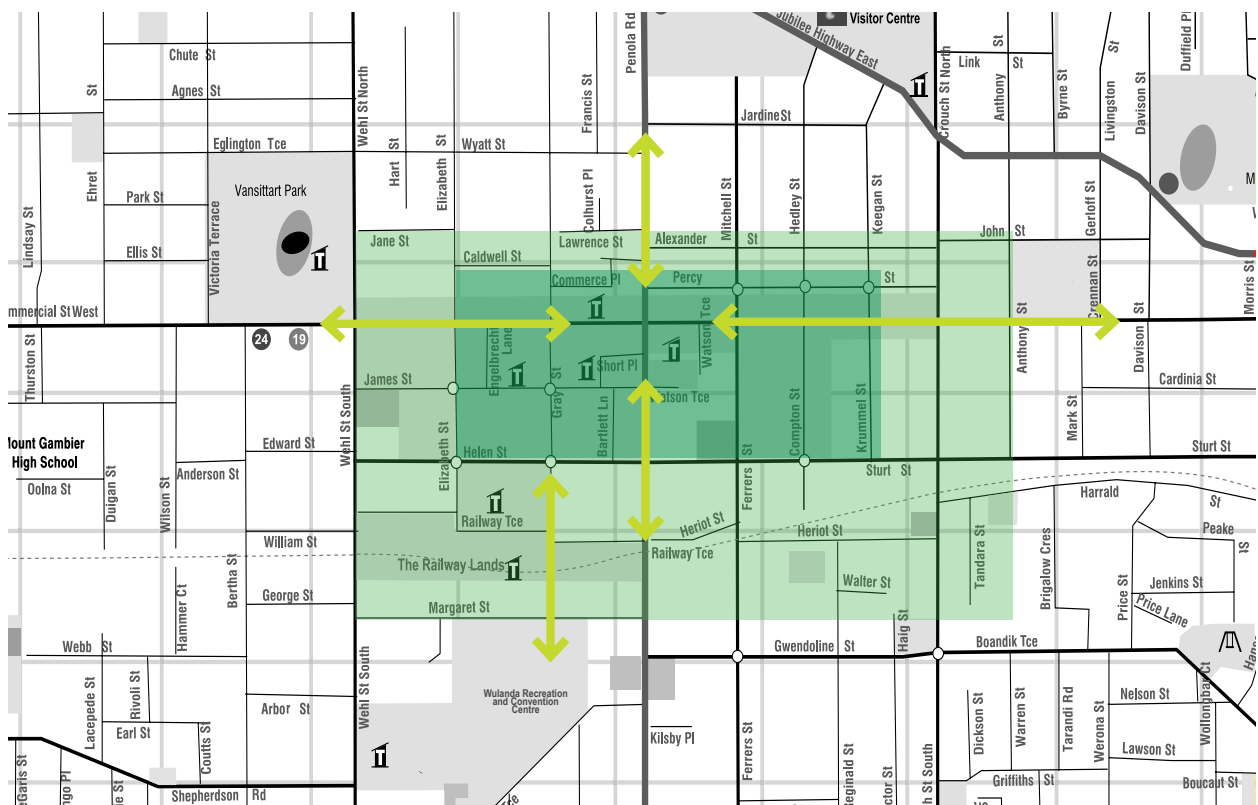 Visitor Centre
Jubilee Highway East
Penola Rd
Chute St
Link St
Anthony St
Byrne St
Livingston St
Davison St
Duffield Pl
St
Agnes St
Wehl St North
Francis St
Crouch St North
Jardine St
Eglington Tce
Hart St
Elizabeth St
Wyatt St
Ehret
Vansittart Park
Park St
Colhurst Pl
Mitchell St
Hedley St
Keegan St
Gerloff St
Lindsay St
Victoria Terrace
Jane St
Lawrence St
Alexander St
John St
Ellis St
Caldwell St
Commerce Pl
Percy St
Crennan St
Morris St
mmercial St West
24
19
Engelbrecht Lane
Watson Tce
Anthony St
Davison St
Thurston St
Short Pl
James St
Gray St
Watson Tce
Cardinia St
Wehl St South
Bartlett Ln
Compton St
Krummel St
Mark St
Mount Gambier
High School
Edward St
Elizabeth St
Helen St
Sturt St
Sturt St
Anderson St
Oolna St
Duigan St
Wilson St
Ferrers St
Harrald St
Railway Tce
Heriot St
Heriot St
Peake St
William St
Railway Tce
The Railway Lands
Tandara St
Brigalow Cres
Bertha St
Hammer Ct
George St
Margaret St
Walter St
Price St
Jenkins St
Price Lane
Webb St
Gwendoline St
Haig St
Boandik Tce
Lacepede St
Rivoli St
Wehl St South
Wulanda Recreation
and Convention
Centre
Arbor St
Earl St
Coutts St
Kilsby Pl
Ferrers St
Reginald St
Dickson St
Warren St
Tarandi Rd
Werona St
Nelson St
Wollongbar Ct
Lawson St
Griffiths St
Boucaut St
Shepherdson Rd